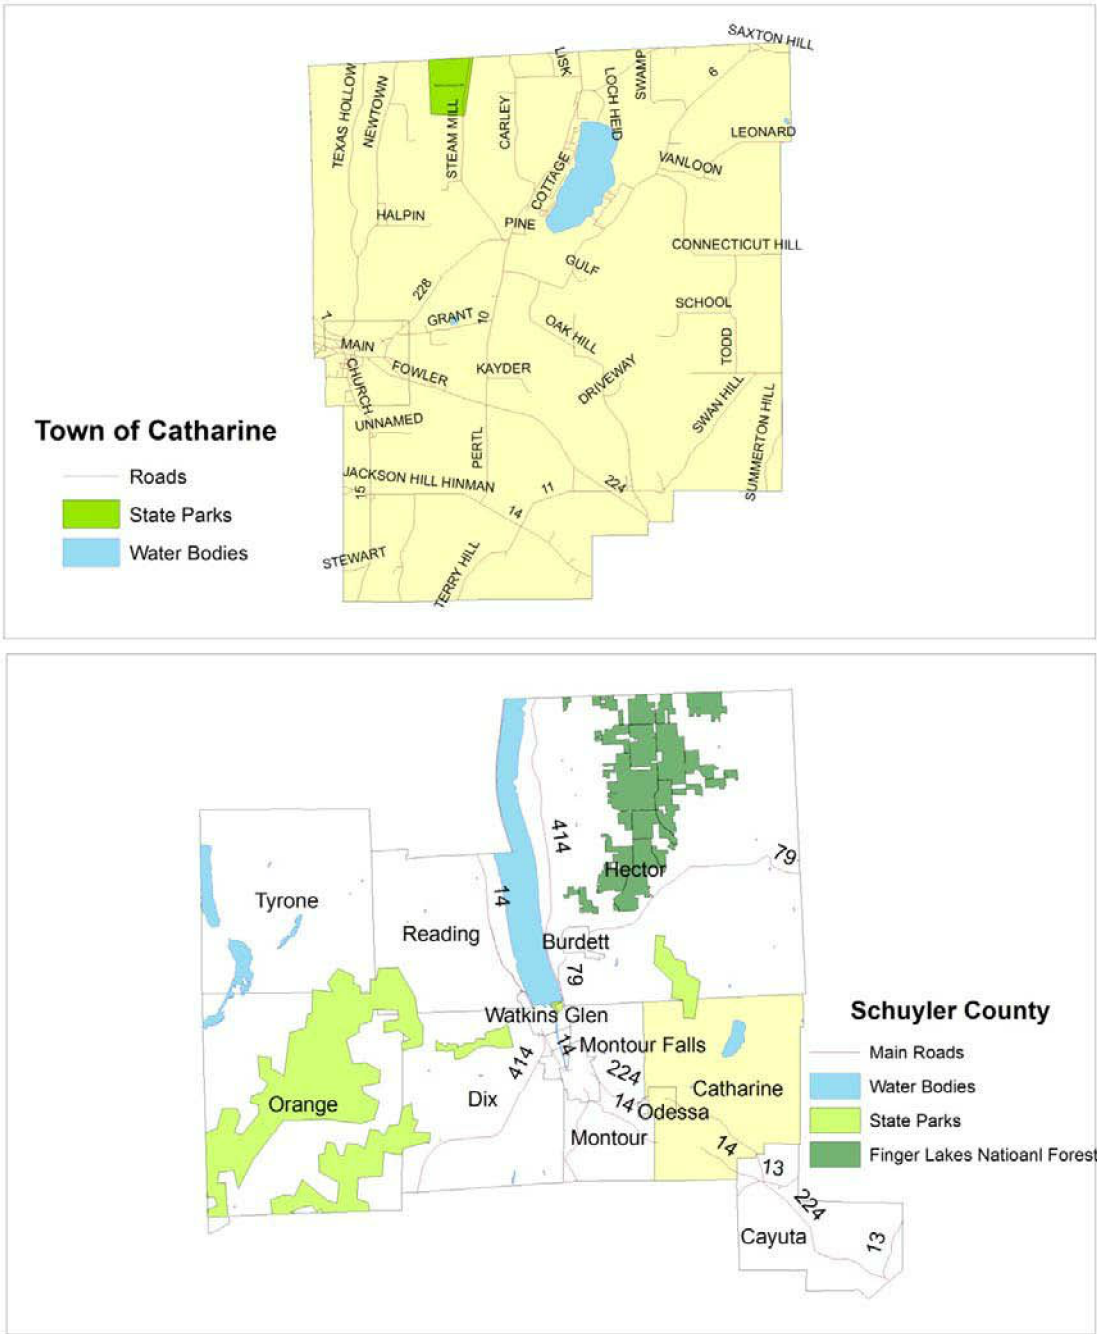 SAXTON HILL
LISK
SWAMP
LOCH HEID
6
TEXAS HOLLOW
NEWTOWN
STEAM MILL
CARLEY
LEONARD
VANLOON
COTTAGE
HALPIN
PINE
CONNECTICUT HILL
GULF
228
SCHOOL
1
GRANT
10
OAK HILL
TODD
MAIN
FOWLER
KAYDER
DRIVEWAY
CHURCH
SWAN HILL
SUMMERTON HILL
UNNAMED
PERTL
JACKSON HILL HINMAN
15
11
224
14
STEWART
TERRY HILL
Town of Catharine
Roads
State Parks
Water Bodies
414
79
Hector
Tyrone
14
Reading
Burdett
79
Watkins Glen
14
Montour Falls
414
224
Catharine
Orange
Dix
14
Odessa
Montour
14
13
224
Cayuta
13
Schuyler County
Main Roads
Water Bodies
State Parks
Finger Lakes Natioanl Forest